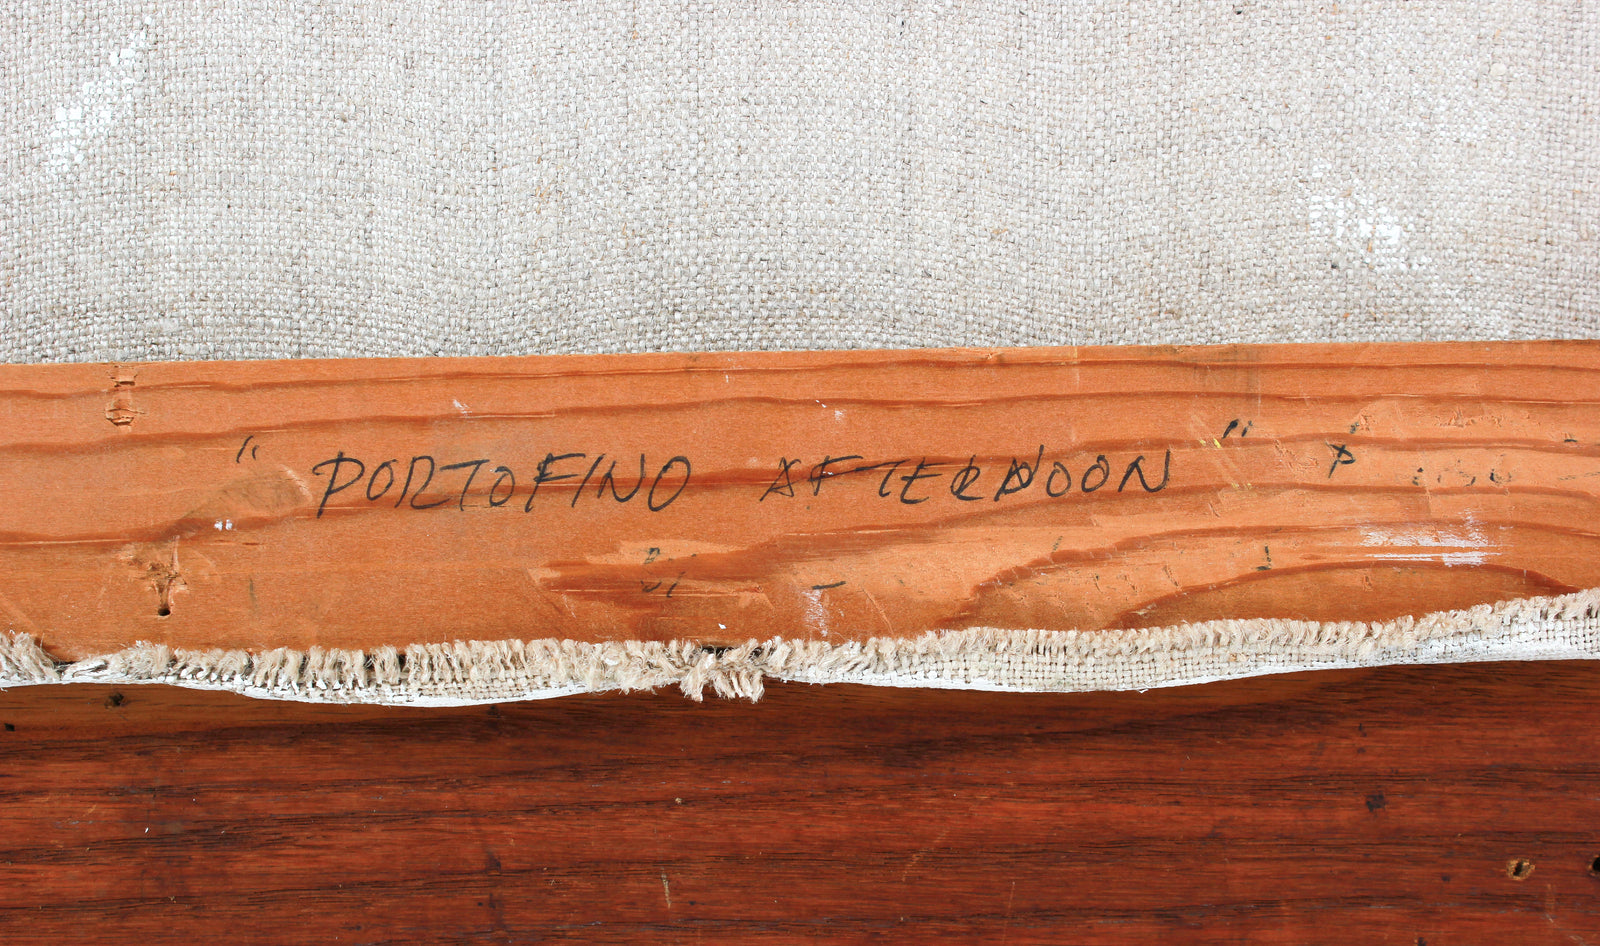 " PORTOFINO AFTERNOON "